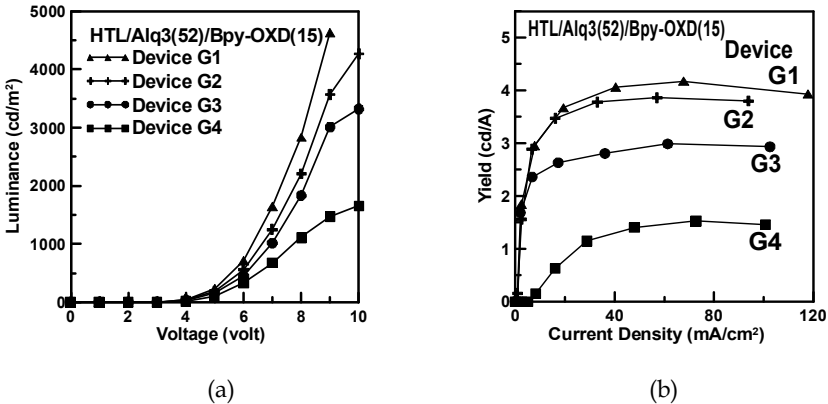 HTL/Alq3(52)/Bpy-OXD(15)
Device G1
Device G2
Device G3
Device G4
Luminance (cd/m²)
5000
4000
3000
2000
1000
0
0 2 4 6 8 10
Voltage (volt)
(a)
HTL/Alq3(52)/Bpy-OXD(15)
Device
G1
G2
G3
G4
Yield (cd/A)
5
4
3
2
1
0
0 40 80 120
Current Density (mA/cm²)
(b)